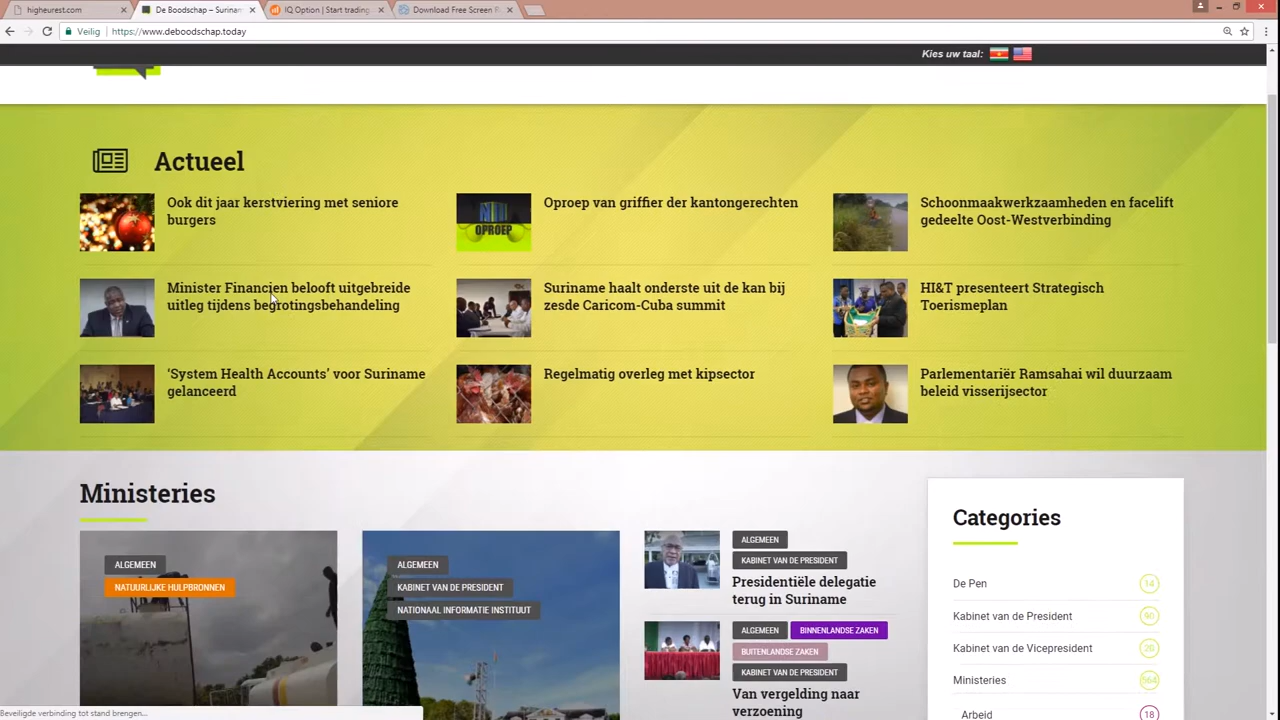 higheurest.com
De Boodschap – Surinam
IQ Option | Start trading
Download Free Screen R
Veilig
https://www.deboodschap.today
Kies uw taal:
Actueel
Ook dit jaar kerstviering met seniore
burgers
Oproep van griffier der kantongerechten
OPROEP
Schoonmaakwerkzaamheden en facelift
gedeelte Oost-Westverbinding
Minister Financien belooft uitgebreide
uitleg tijdens begrotingsbehandeling
Suriname haalt onderste uit de kan bij
zesde Caricom-Cuba summit
HI&T presenteert Strategisch
Toerismeplan
'System Health Accounts' voor Suriname
gelanceerd
Regelmatig overleg met kipsector
Parlementariër Ramsahai wil duurzaam
beleid visserijsector
Ministeries
ALGEMEEN
NATUURLIJKE HULPBRONNEN
ALGEMEEN
KABINET VAN DE PRESIDENT
NATIONAAL INFORMATIE INSTITUUT
ALGEMEEN
KABINET VAN DE PRESIDENT
Presidentiële delegatie
terug in Suriname
ALGEMEEN
BINNENLANDSE ZAKEN
BUITENLANDSE ZAKEN
KABINET VAN DE PRESIDENT
Van vergelding naar
verzoening
Categories
De Pen 14
Kabinet van de President 90
Kabinet van de Vicepresident 20
Ministeries 564
Arbeid 18
Beveiligde verbinding tot stand brengen...